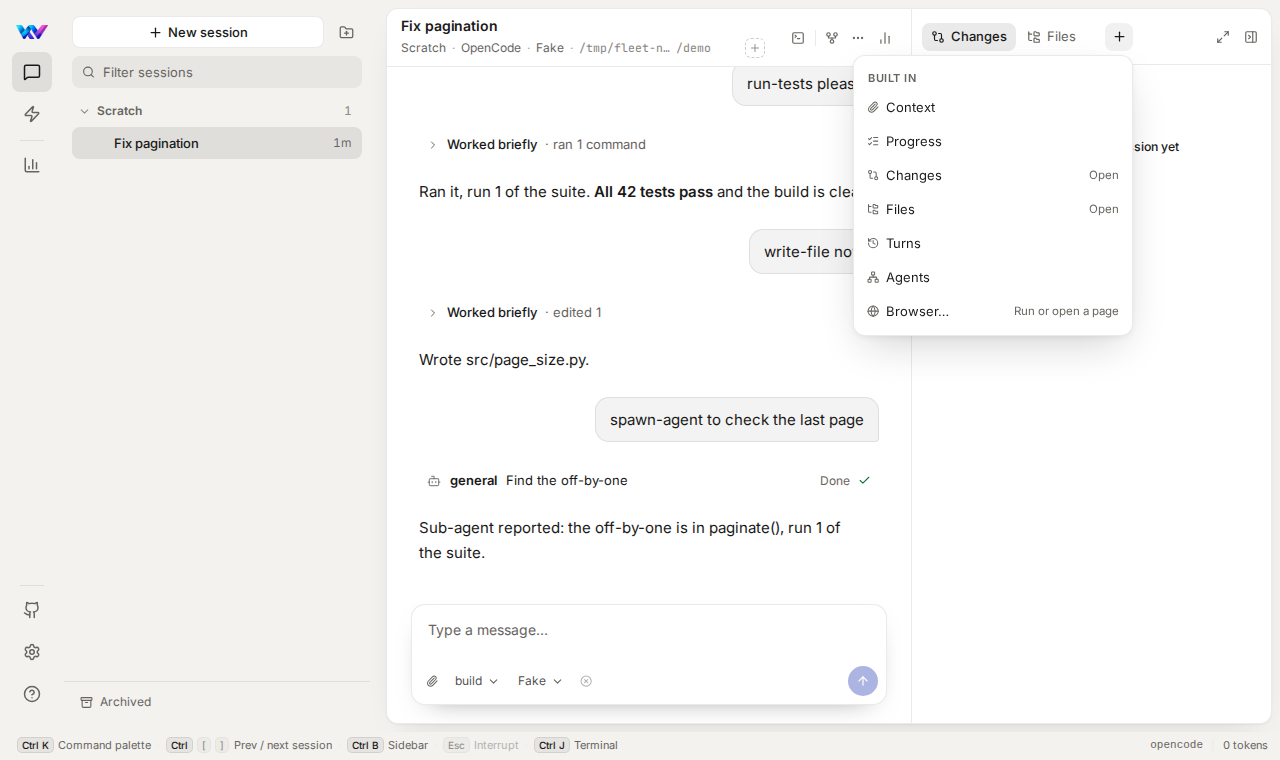 New session
Filter sessions
Scratch 1
Fix pagination 1m
Archived
Fix pagination
Scratch · OpenCode · Fake · /tmp/fleet-n… /demo
run-tests pleas
Worked briefly · ran 1 command
Ran it, run 1 of the suite. All 42 tests pass and the build is clea
write-file no
Worked briefly · edited 1
Wrote src/page_size.py.
spawn-agent to check the last page
general Find the off-by-one Done
Sub-agent reported: the off-by-one is in paginate(), run 1 of
the suite.
Type a message...
build Fake
Changes Files
BUILT IN
Context
Progress
Changes Open
Files Open
Turns
Agents
Browser... Run or open a page
sion yet
Ctrl K Command palette Ctrl [ ] Prev / next session Ctrl B Sidebar Esc Interrupt Ctrl J Terminal
opencode 0 tokens